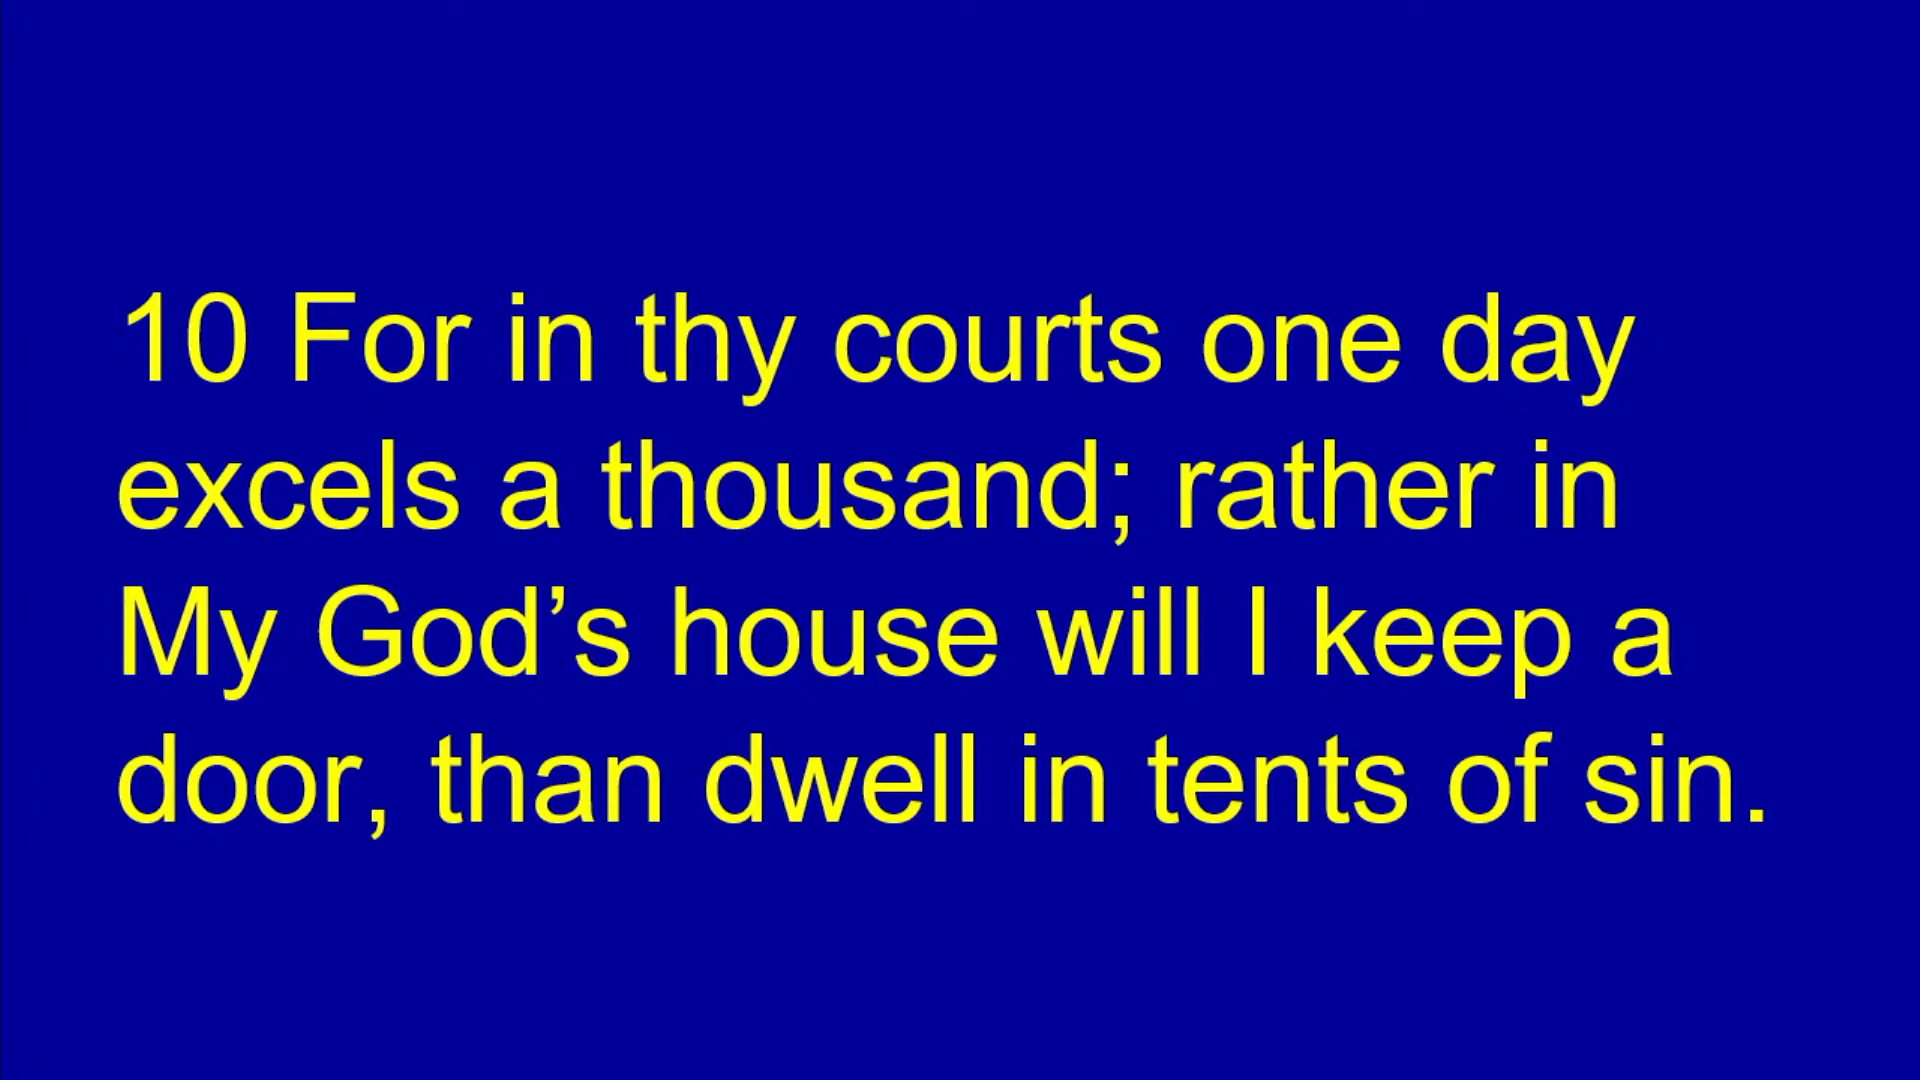 10 For in thy courts one day
excels a thousand; rather in
My God’s house will I keep a
door, than dwell in tents of sin.